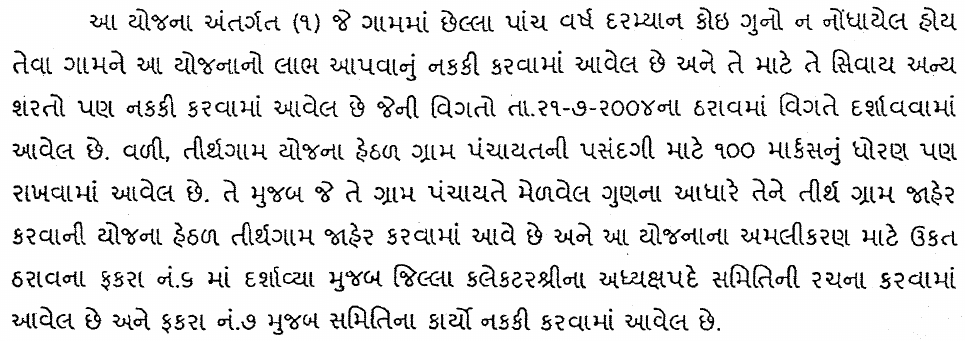 આ યોજના અંતર્ગત (૧) જે ગામમાં છેલ્લા પાંચ વર્ષ દરમ્યાન કોઇ ગુનો ન નોંધાયેલ હોય
તેવા ગામને આ યોજનાનો લાભ આપવાનું નકકી કરવામાં આવેલ છે અને તે માટે તે સિવાય અન્ય
શરતો પણ નકકી કરવામાં આવેલ છે જેની વિગતો તા.૨૧-૭-૨૦૦૪ના ઠરાવમાં વિગતે દર્શાવવામાં
આવેલ છે. વળી, તીર્થગામ યોજના હેઠળ ગ્રામ પંચાયતની પસંદગી માટે ૧૦૦ માર્કસનું ધોરણ પણ
રાખવામાં આવેલ છે. તે મુજબ જે તે ગ્રામ પંચાયતે મેળવેલ ગુણના આધારે તેને તીર્થ ગ્રામ જાહેર
કરવાની યોજના હેઠળ તીર્થગામ જાહેર કરવામાં આવે છે અને આ યોજનાના અમલીકરણ માટે ઉકત
ઠરાવના ફકરા નં.૬ માં દર્શાવ્યા મુજબ જિલ્લા કલેકટરશ્રીના અધ્યક્ષપદે સમિતિની રચના કરવામાં
આવેલ છે અને ફકરા નં.૭ મુજબ સમિતિના કાર્યો નકકી કરવામાં આવેલ છે.